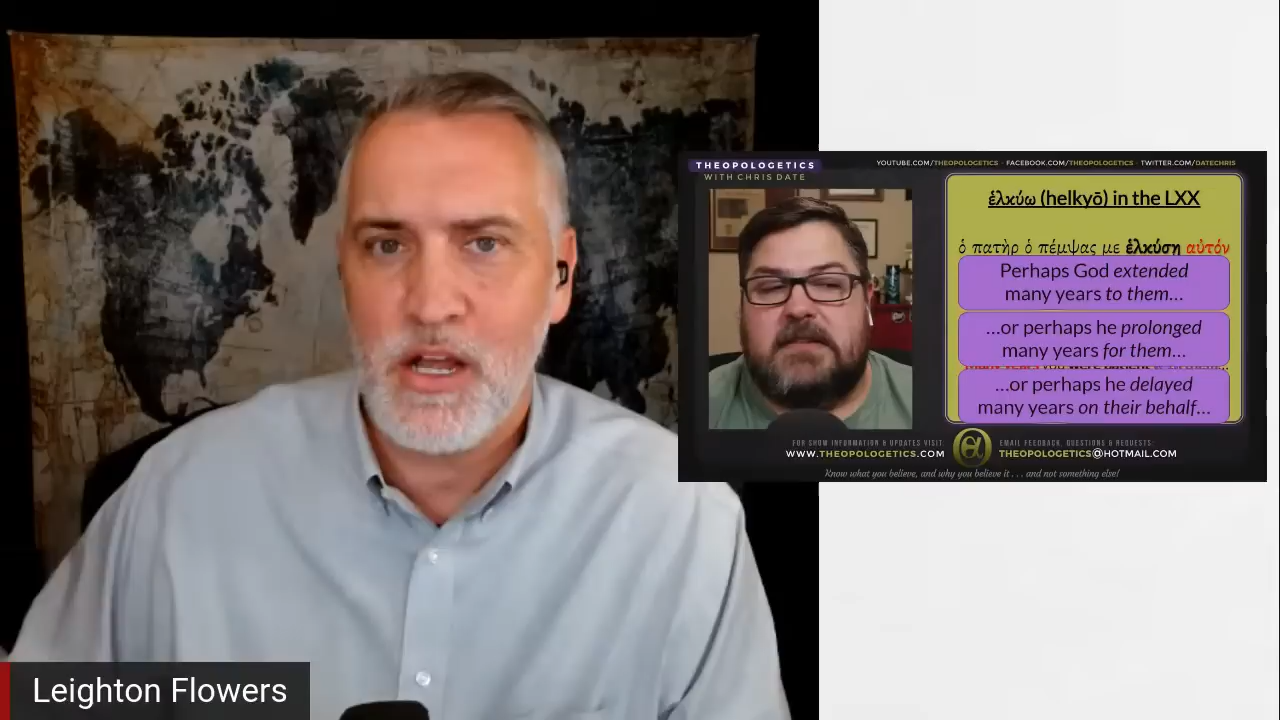 THEOPOLOGETICS
WITH CHRIS DATE
YOUTUBE.COM/THEOPOLOGETICS · FACEBOOK.COM/THEOPOLOGETICS · TWITTER.COM/DATECHRIS
ἑλκύω (helkyō) in the LXX
ὁ πατὴρ ὁ πέμψας με ἑλκύσῃ αὐτόν
Perhaps God extended
many years to them...
...or perhaps he prolonged
many years for them...
...or perhaps he delayed
many years on their behalf...
FOR SHOW INFORMATION & UPDATES VISIT:
WWW.THEOPOLOGETICS.COM
EMAIL FEEDBACK, QUESTIONS & REQUESTS:
THEOPOLOGETICS@HOTMAIL.COM
Know what you believe, and why you believe it . . . and not something else!
Leighton Flowers